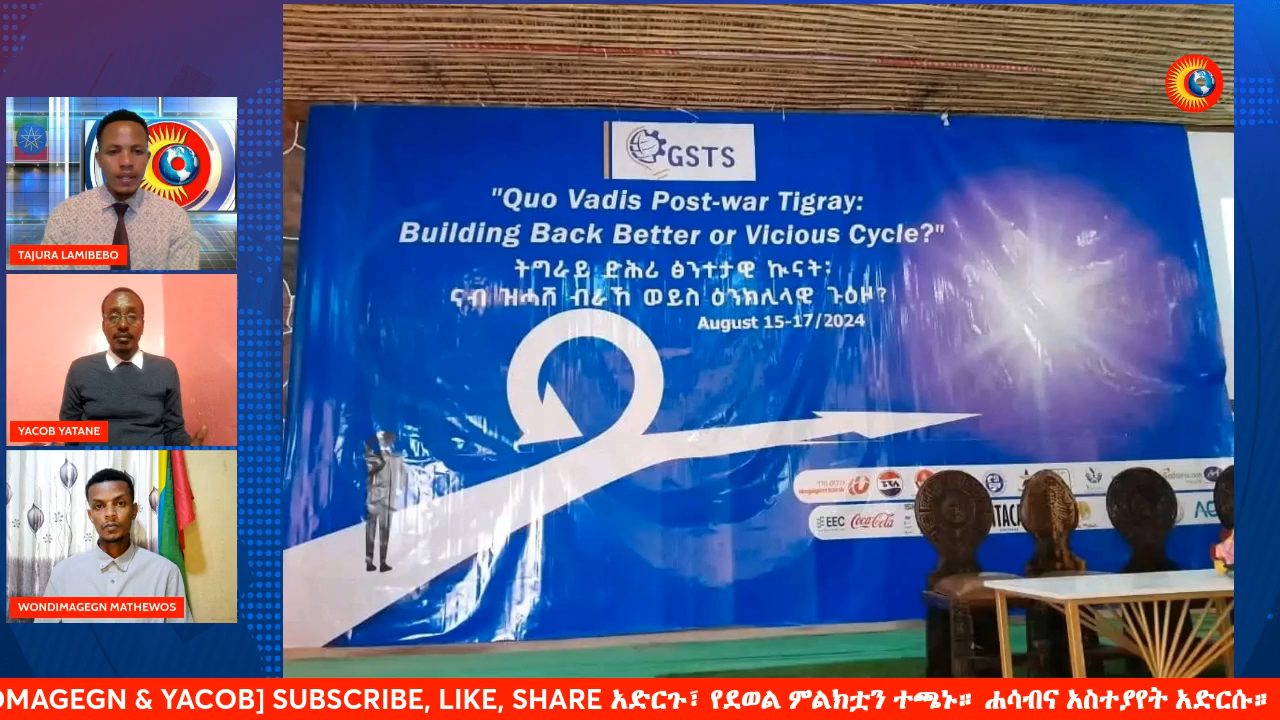 TAJURA LAMIBEBO
YACOB YATANE
WONDIMAGEGN MATHEWOS
GSTS
"Quo Vadis Post-war Tigray:
Building Back Better or Vicious Cycle?"
ትግራይ ድሕሪ ፅንተታዊ ኲናት፡
ናብ ዝሓሸ ብራኸ ወይስ ዕንክሊላዊ ጉዕዞ?
August 15-17/2024
EEC Coca-Cola
OMAGEGN & YACOB] SUBSCRIBE, LIKE, SHARE አድርጉ፣ የደወል ምልክቷን ተጫኑ። ሐሳብና አስተያየት አድርሱ።